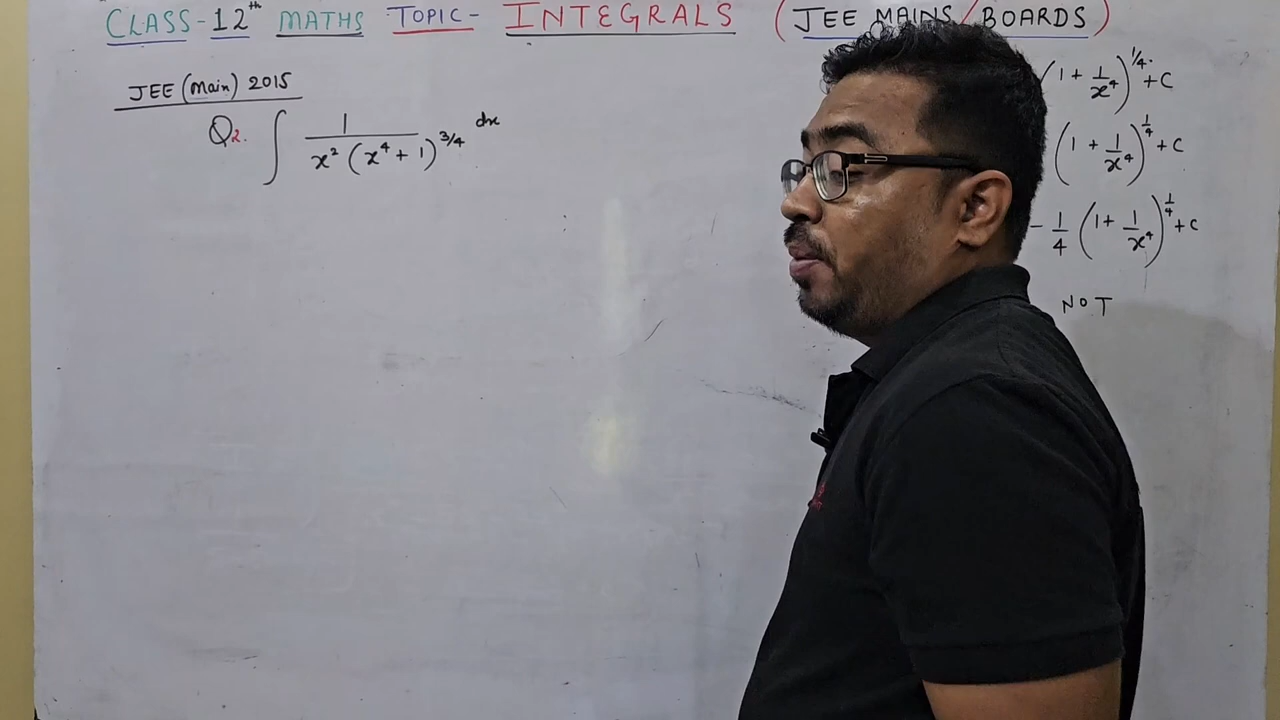 CLASS-12th MATHS TOPIC- INTEGRALS (JEE MAINS/BOARDS)
JEE (Main) 2015
Q2. ∫ 1/(x² (x⁴ + 1)^3/4) dx
(1 + 1/x⁴)^1/4 + C
(1 + 1/x⁴)^1/4 + C
- 1/4 (1 + 1/x⁴)^1/4 + C
NOT